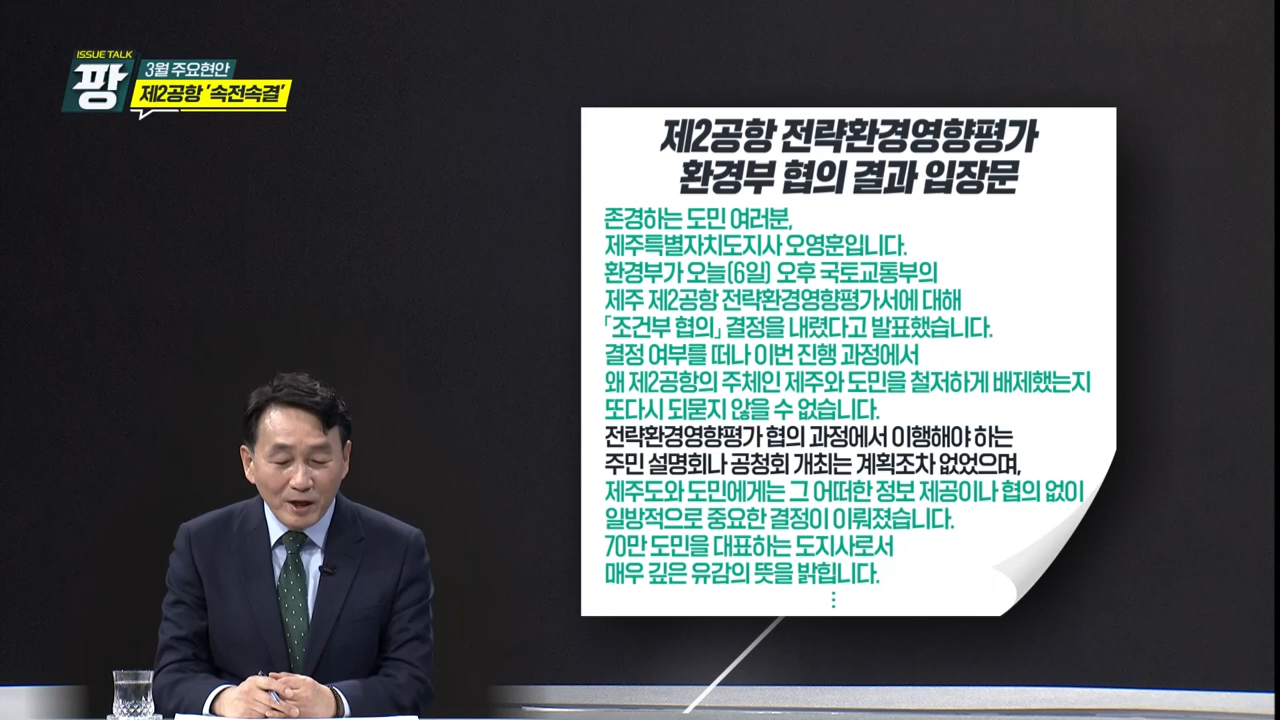 ISSUE TALK
팡
3월 주요현안
제2공항 '속전속결'
제2공항 전략환경영향평가
환경부 협의 결과 입장문
존경하는 도민 여러분,
제주특별자치도지사 오영훈입니다.
환경부가 오늘(6일) 오후 국토교통부의
제주 제2공항 전략환경영향평가서에 대해
「조건부 협의」 결정을 내렸다고 발표했습니다.
결정 여부를 떠나 이번 진행 과정에서
왜 제2공항의 주체인 제주와 도민을 철저하게 배제했는지
또다시 되묻지 않을 수 없습니다.
전략환경영향평가 협의 과정에서 이행해야 하는
주민 설명회나 공청회 개최는 계획조차 없었으며,
제주도와 도민에게는 그 어떠한 정보 제공이나 협의 없이
일방적으로 중요한 결정이 이뤄졌습니다.
70만 도민을 대표하는 도지사로서
매우 깊은 유감의 뜻을 밝힙니다.
⋮